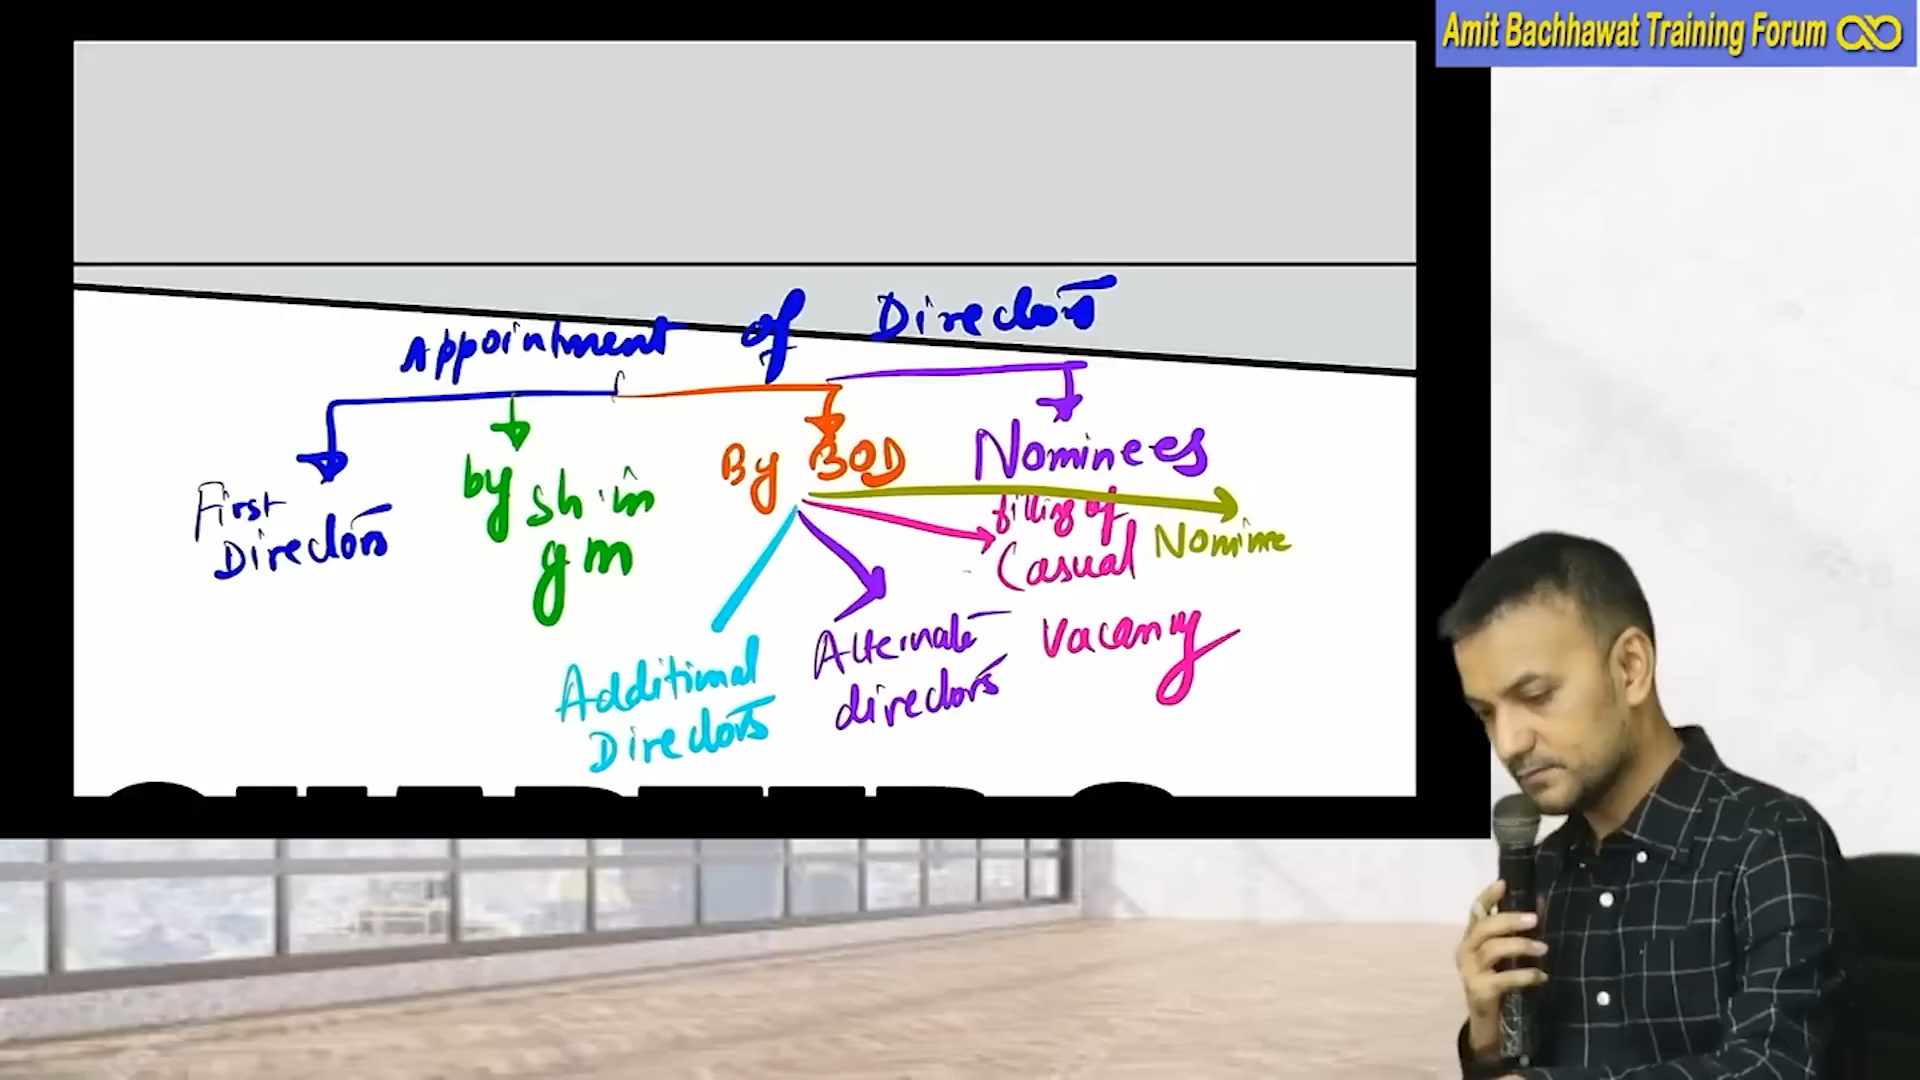 Amit Bachhawat Training Forum
Appointment of Directors
First
Directors
by sh in
gm
By BOD
Nominees
filling of
Casual
Vacancy
Nominee
Additional
Directors
Alternate
directors